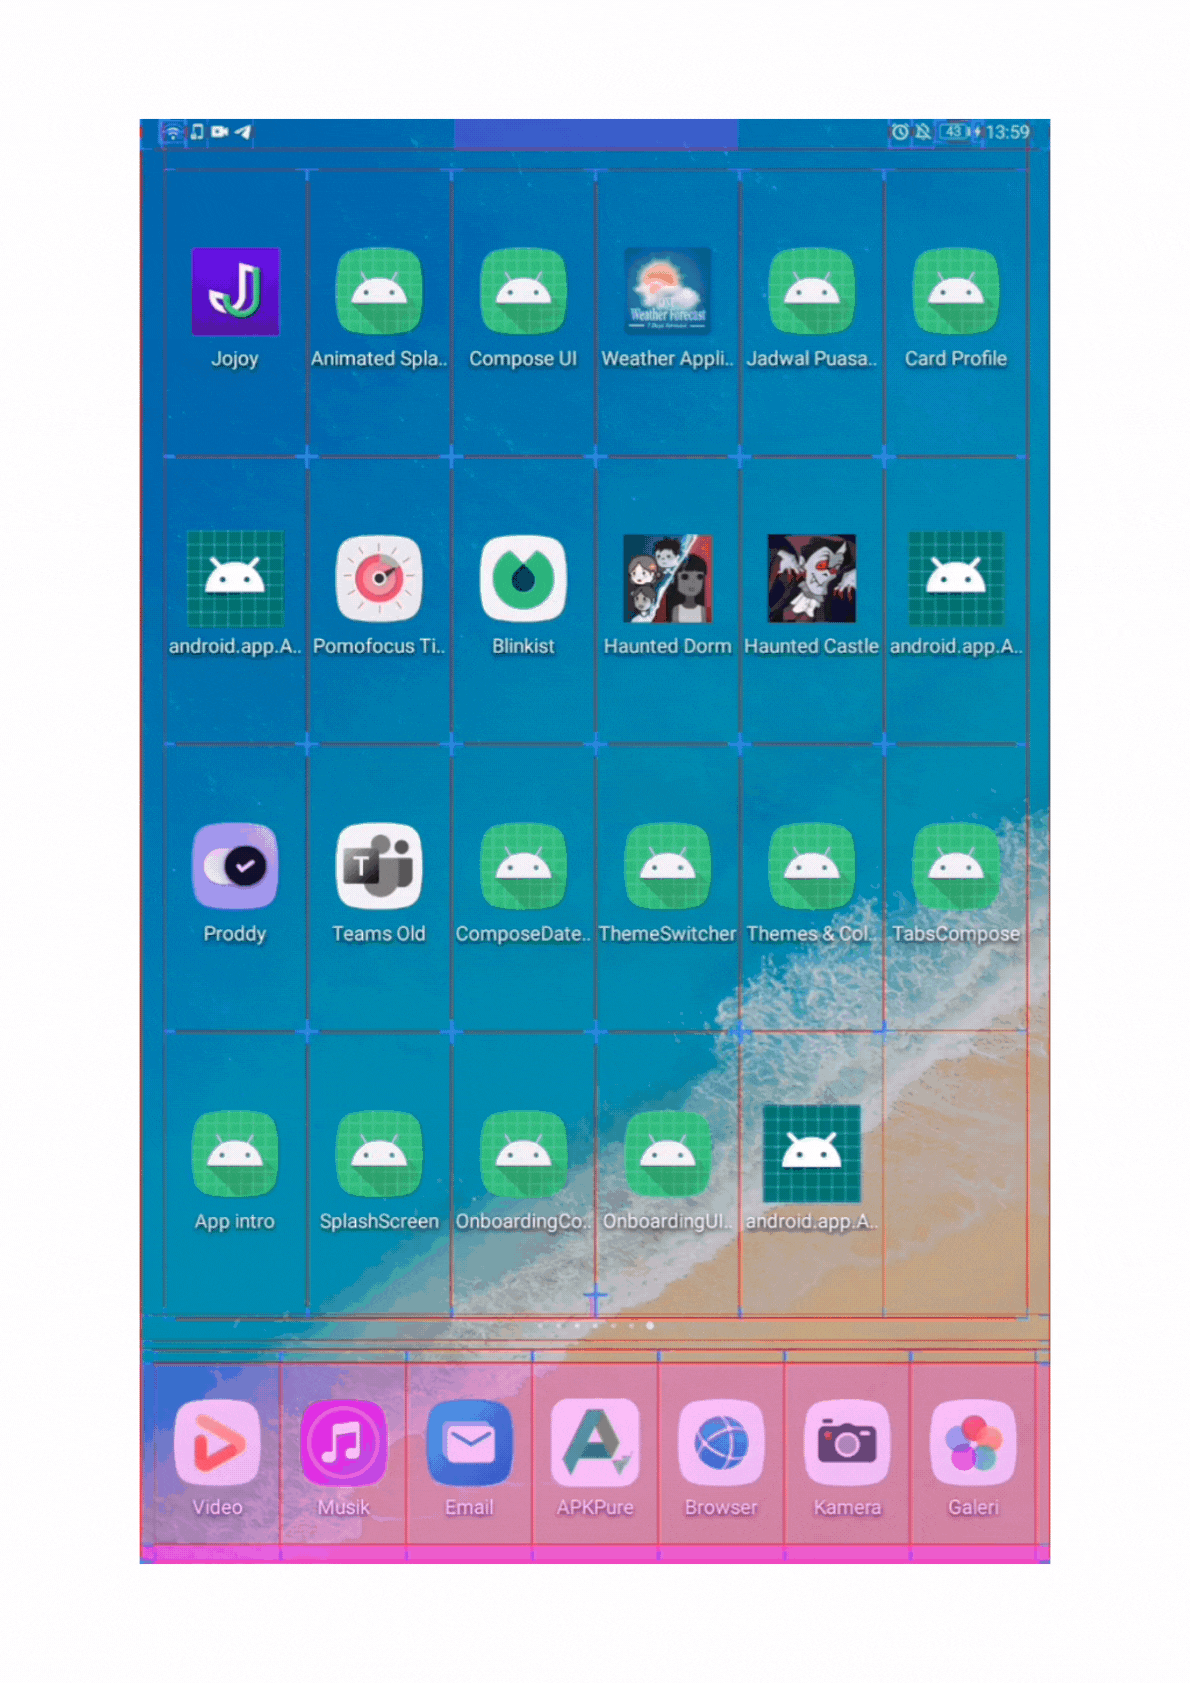 43 13:59
Jojoy
Animated Spla..
Compose UI
Weather Forecast
Weather Appli..
Jadwal Puasa..
Card Profile
android.app.A..
Pomofocus Ti..
Blinkist
Haunted Dorm
Haunted Castle
android.app.A..
T
Proddy
Teams Old
ComposeDate..
ThemeSwitcher
Themes & Col..
TabsCompose
App intro
SplashScreen
OnboardingCo..
OnboardingUI..
android.app.A..
Video
Musik
Email
APKPure
Browser
Kamera
Galeri